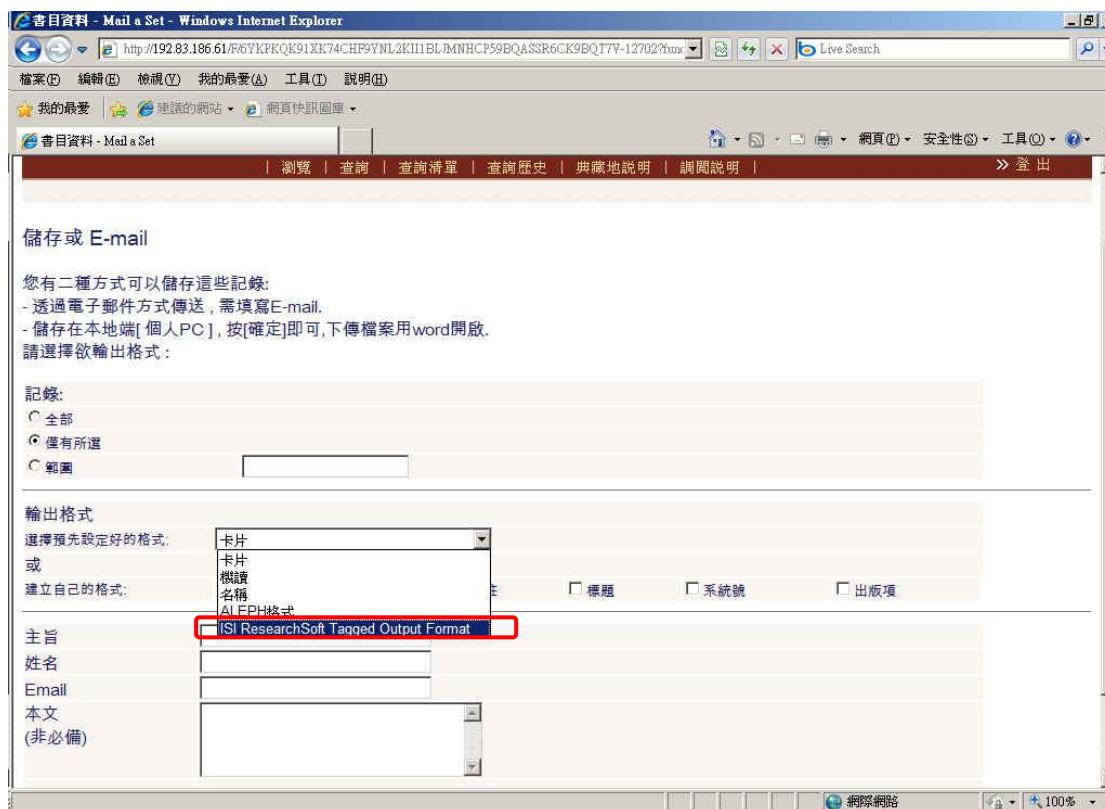 書目資料 - Mail a Set - Windows Internet Explorer
Live Search
檔案(F) 編輯(E) 檢視(V) 我的最愛(A) 工具(T) 說明(H)
我的最愛 建議的網站 網頁快訊圖庫
書目資料 - Mail a Set 網頁(P) 安全性(S) 工具(O)
| 瀏覽 | 查詢 | 查詢清單 | 查詢歷史 | 典藏地說明 | 調閱說明 | 登出
儲存或 E-mail
您有二種方式可以儲存這些記錄:
- 透過電子郵件方式傳送 , 需填寫E-mail.
- 儲存在本地端[ 個人PC ] , 按[確定]即可,下傳檔案用word開啟.
請選擇欲輸出格式 :
記錄:
全部
僅有所選
範圍
輸出格式
選擇預先設定好的格式: 卡片
卡片
或
機讀
建立自己的格式: 名稱 標題 系統號 出版項
ALEPH格式
ISI ResearchSoft Tagged Output Format
主旨
姓名
Email
本文
(非必備)
網際網路 100%